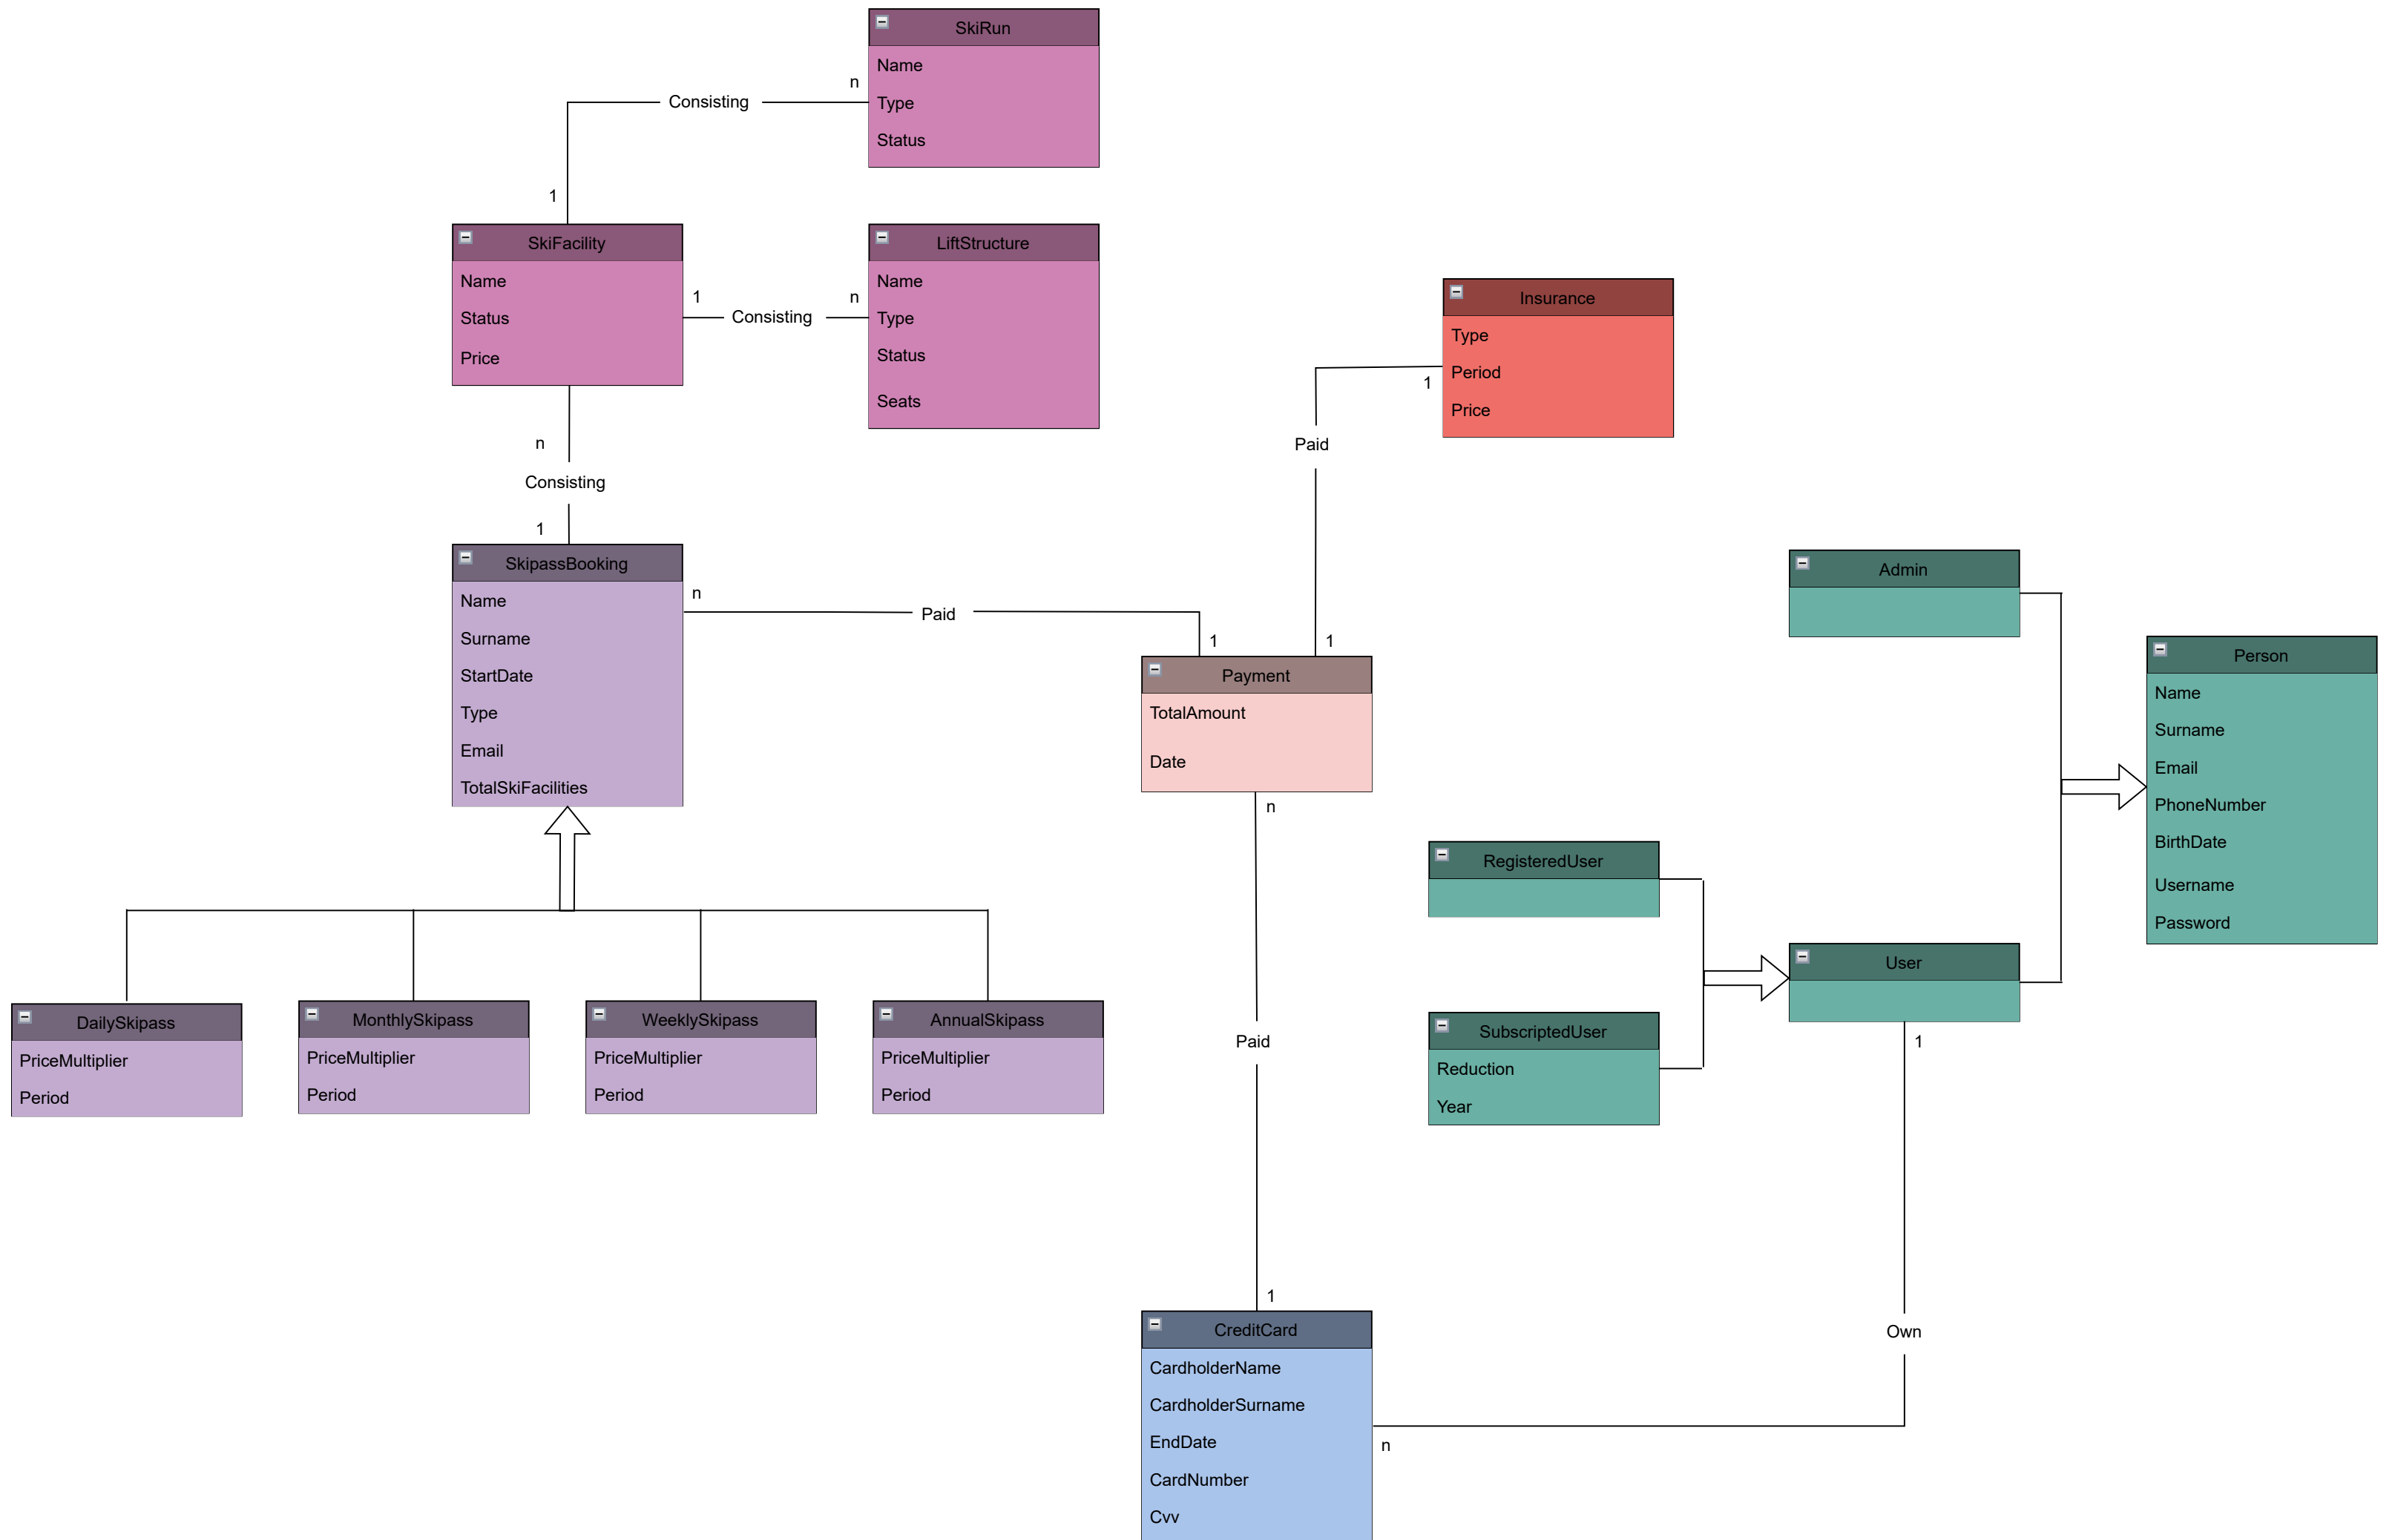 SkiRun
Name
Type
Status
n
Consisting
1
SkiFacility
Name
Status
Price
1
Consisting
n
LiftStructure
Name
Type
Status
Seats
Insurance
Type
Period
Price
1
Paid
1
n
Consisting
1
SkipassBooking
Name
Surname
StartDate
Type
Email
TotalSkiFacilities
n
Paid
1
Payment
TotalAmount
Date
n
Admin
Person
Name
Surname
Email
PhoneNumber
BirthDate
Username
Password
RegisteredUser
User
SubscriptedUser
Reduction
Year
1
DailySkipass
PriceMultiplier
Period
MonthlySkipass
PriceMultiplier
Period
WeeklySkipass
PriceMultiplier
Period
AnnualSkipass
PriceMultiplier
Period
Paid
1
CreditCard
CardholderName
CardholderSurname
EndDate
CardNumber
Cvv
Own
n